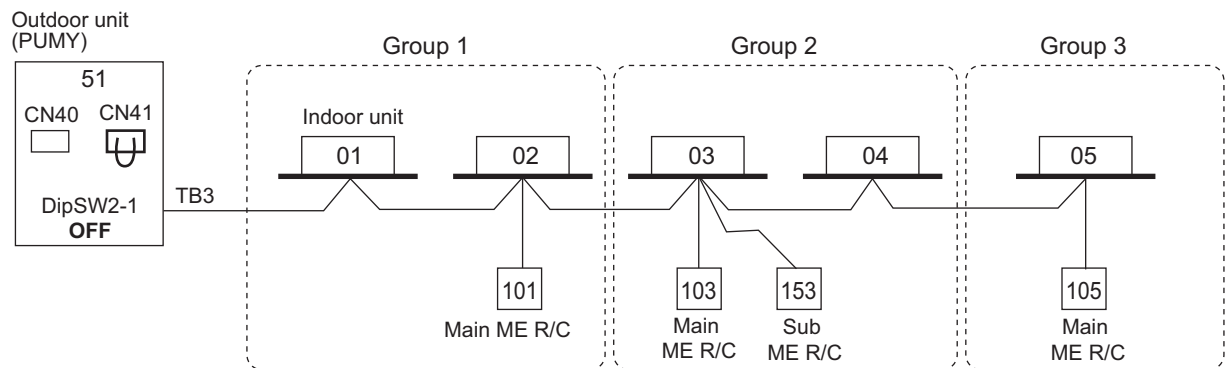 Outdoor unit
(PUMY)
51
CN40 CN41
DipSW2-1
OFF
TB3
Group 1
Indoor unit
01 02
101
Main ME R/C
Group 2
03 04
103 153
Main Sub
ME R/C ME R/C
Group 3
05
105
Main
ME R/C